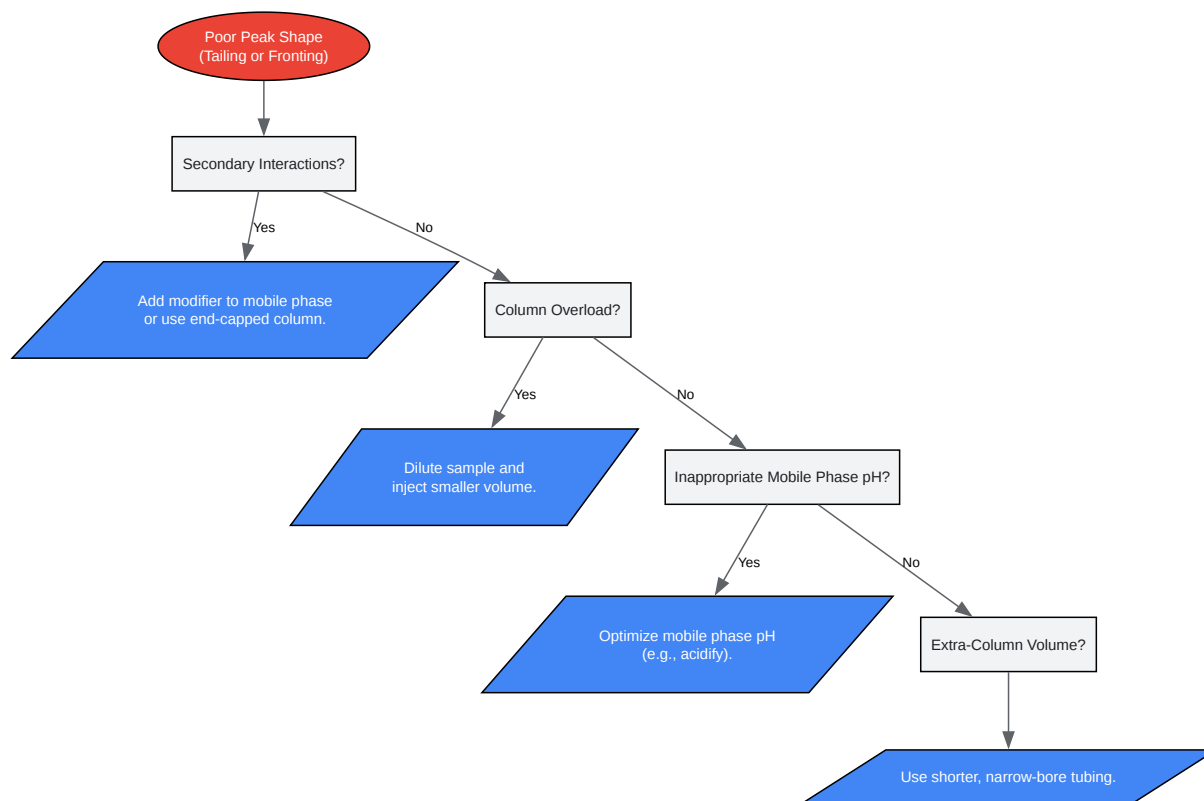 Poor Peak Shape
(Tailing or Fronting)
Secondary Interactions?
Yes
No
Add modifier to mobile phase
or use end-capped column.
Column Overload?
Yes
No
Dilute sample and
inject smaller volume.
Inappropriate Mobile Phase pH?
Yes
No
Optimize mobile phase pH
(e.g., acidify).
Extra-Column Volume?
Use shorter, narrow-bore tubing.